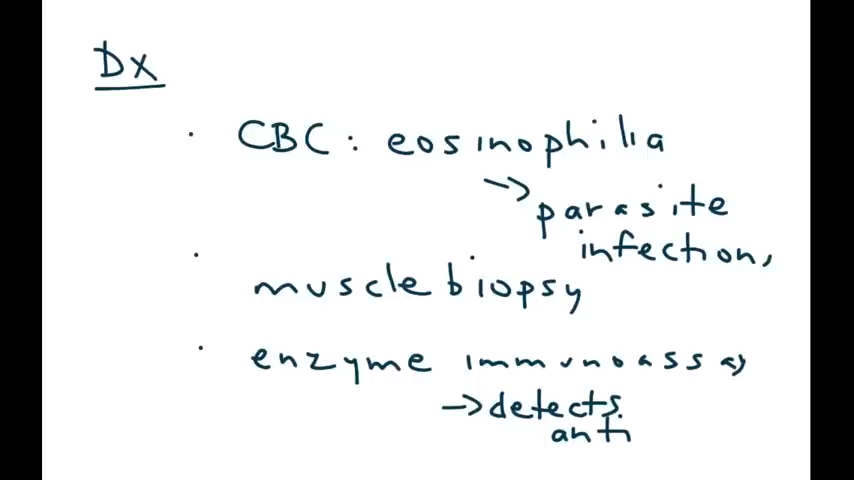 Dx
· CBC: eosinophilia
→ parasite
infection,
· muscle biopsy
· enzyme immunoassay
→ detects
anti